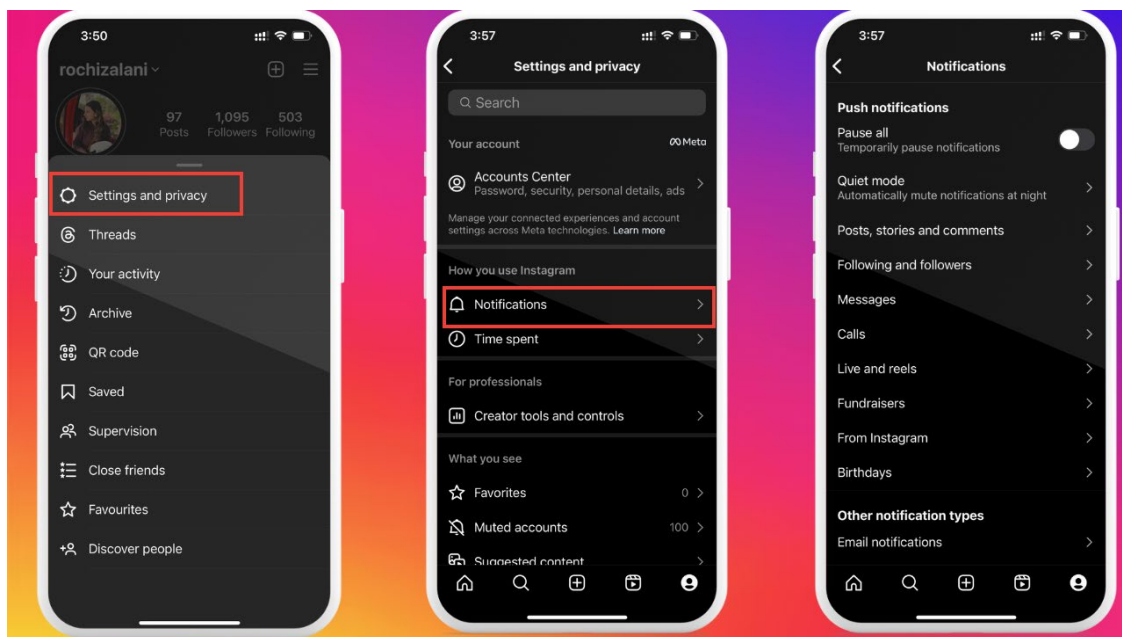 3:50
rochizalani
97 1,095 503
Posts Followers Following
Settings and privacy
Threads
Your activity
Archive
QR code
Saved
Supervision
Close friends
Favourites
Discover people
3:57
Settings and privacy
Search
Your account Meta
Accounts Center
Password, security, personal details, ads
Manage your connected experiences and account
settings across Meta technologies. Learn more
How you use Instagram
Notifications
Time spent
For professionals
Creator tools and controls
What you see
Favorites 0
Muted accounts 100
Suggested content
3:57
Notifications
Push notifications
Pause all
Temporarily pause notifications
Quiet mode
Automatically mute notifications at night
Posts, stories and comments
Following and followers
Messages
Calls
Live and reels
Fundraisers
From Instagram
Birthdays
Other notification types
Email notifications